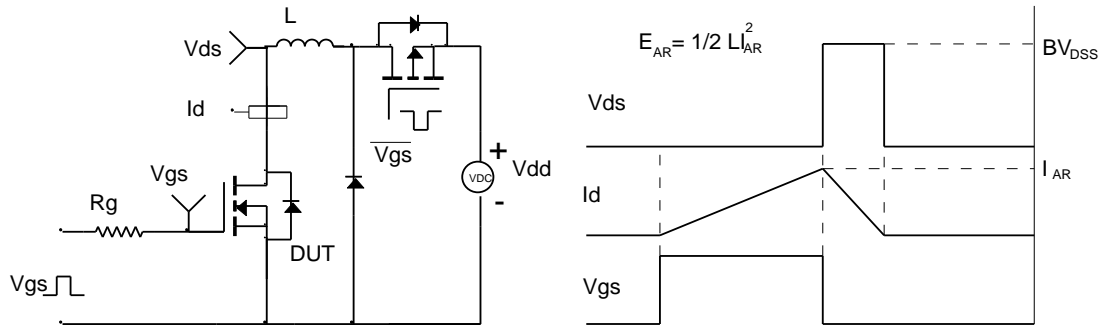 L
Vds
Id
Vgs
Vgs
Rg
DUT
Vgs
VDC
+
-
Vdd
E_AR= 1/2 LI_AR^2
BV_DSS
Vds
I_AR
Id
Vgs